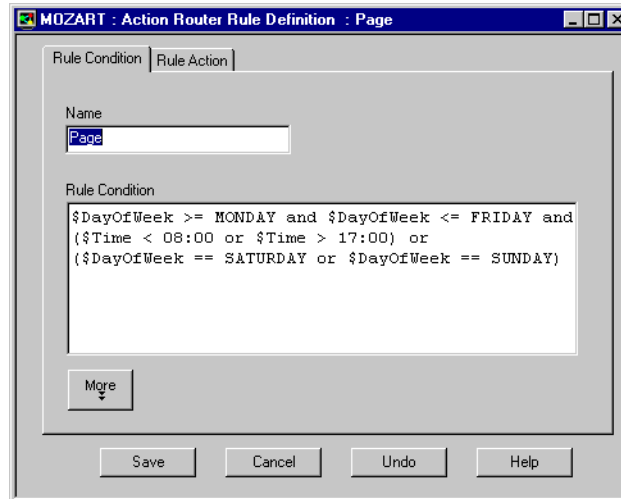 MOZART : Action Router Rule Definition : Page
Rule Condition Rule Action
Name
Page
Rule Condition
$DayOfWeek >= MONDAY and $DayOfWeek <= FRIDAY and
($Time < 08:00 or $Time > 17:00) or
($DayOfWeek == SATURDAY or $DayOfWeek == SUNDAY)
More
Save Cancel Undo Help